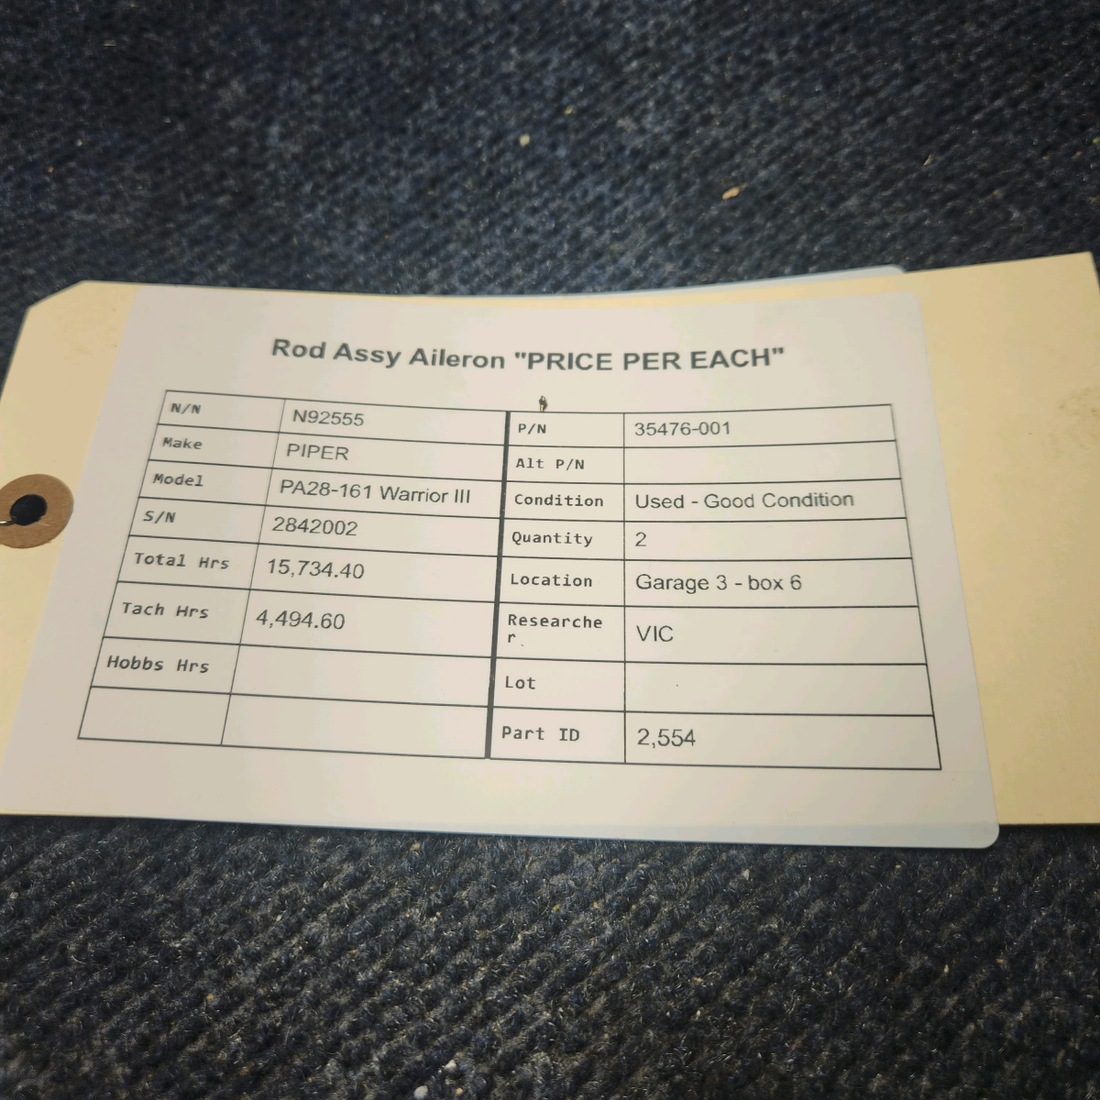 Rod Assy Aileron "PRICE PER EACH"
N/N N92555
Make PIPER
Model PA28-161 Warrior III
S/N 2842002
Total Hrs 15,734.40
Tach Hrs 4,494.60
Hobbs Hrs
P/N 35476-001
Alt P/N
Condition Used - Good Condition
Quantity 2
Location Garage 3 - box 6
Researche
r. VIC
Lot
Part ID 2,554